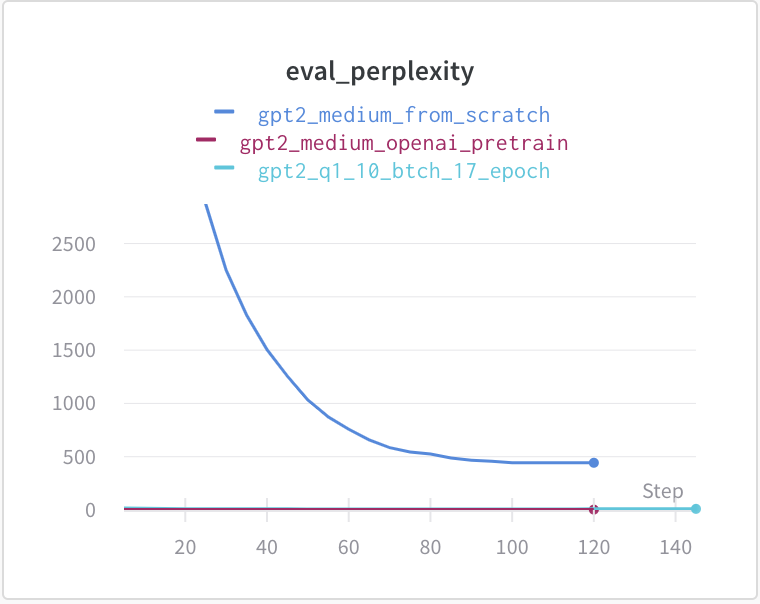 eval_perplexity
gpt2_medium_from_scratch
gpt2_medium_openai_pretrain
gpt2_q1_10_btch_17_epoch
2500
2000
1500
1000
500
Step
0
20 40 60 80 100 120 140